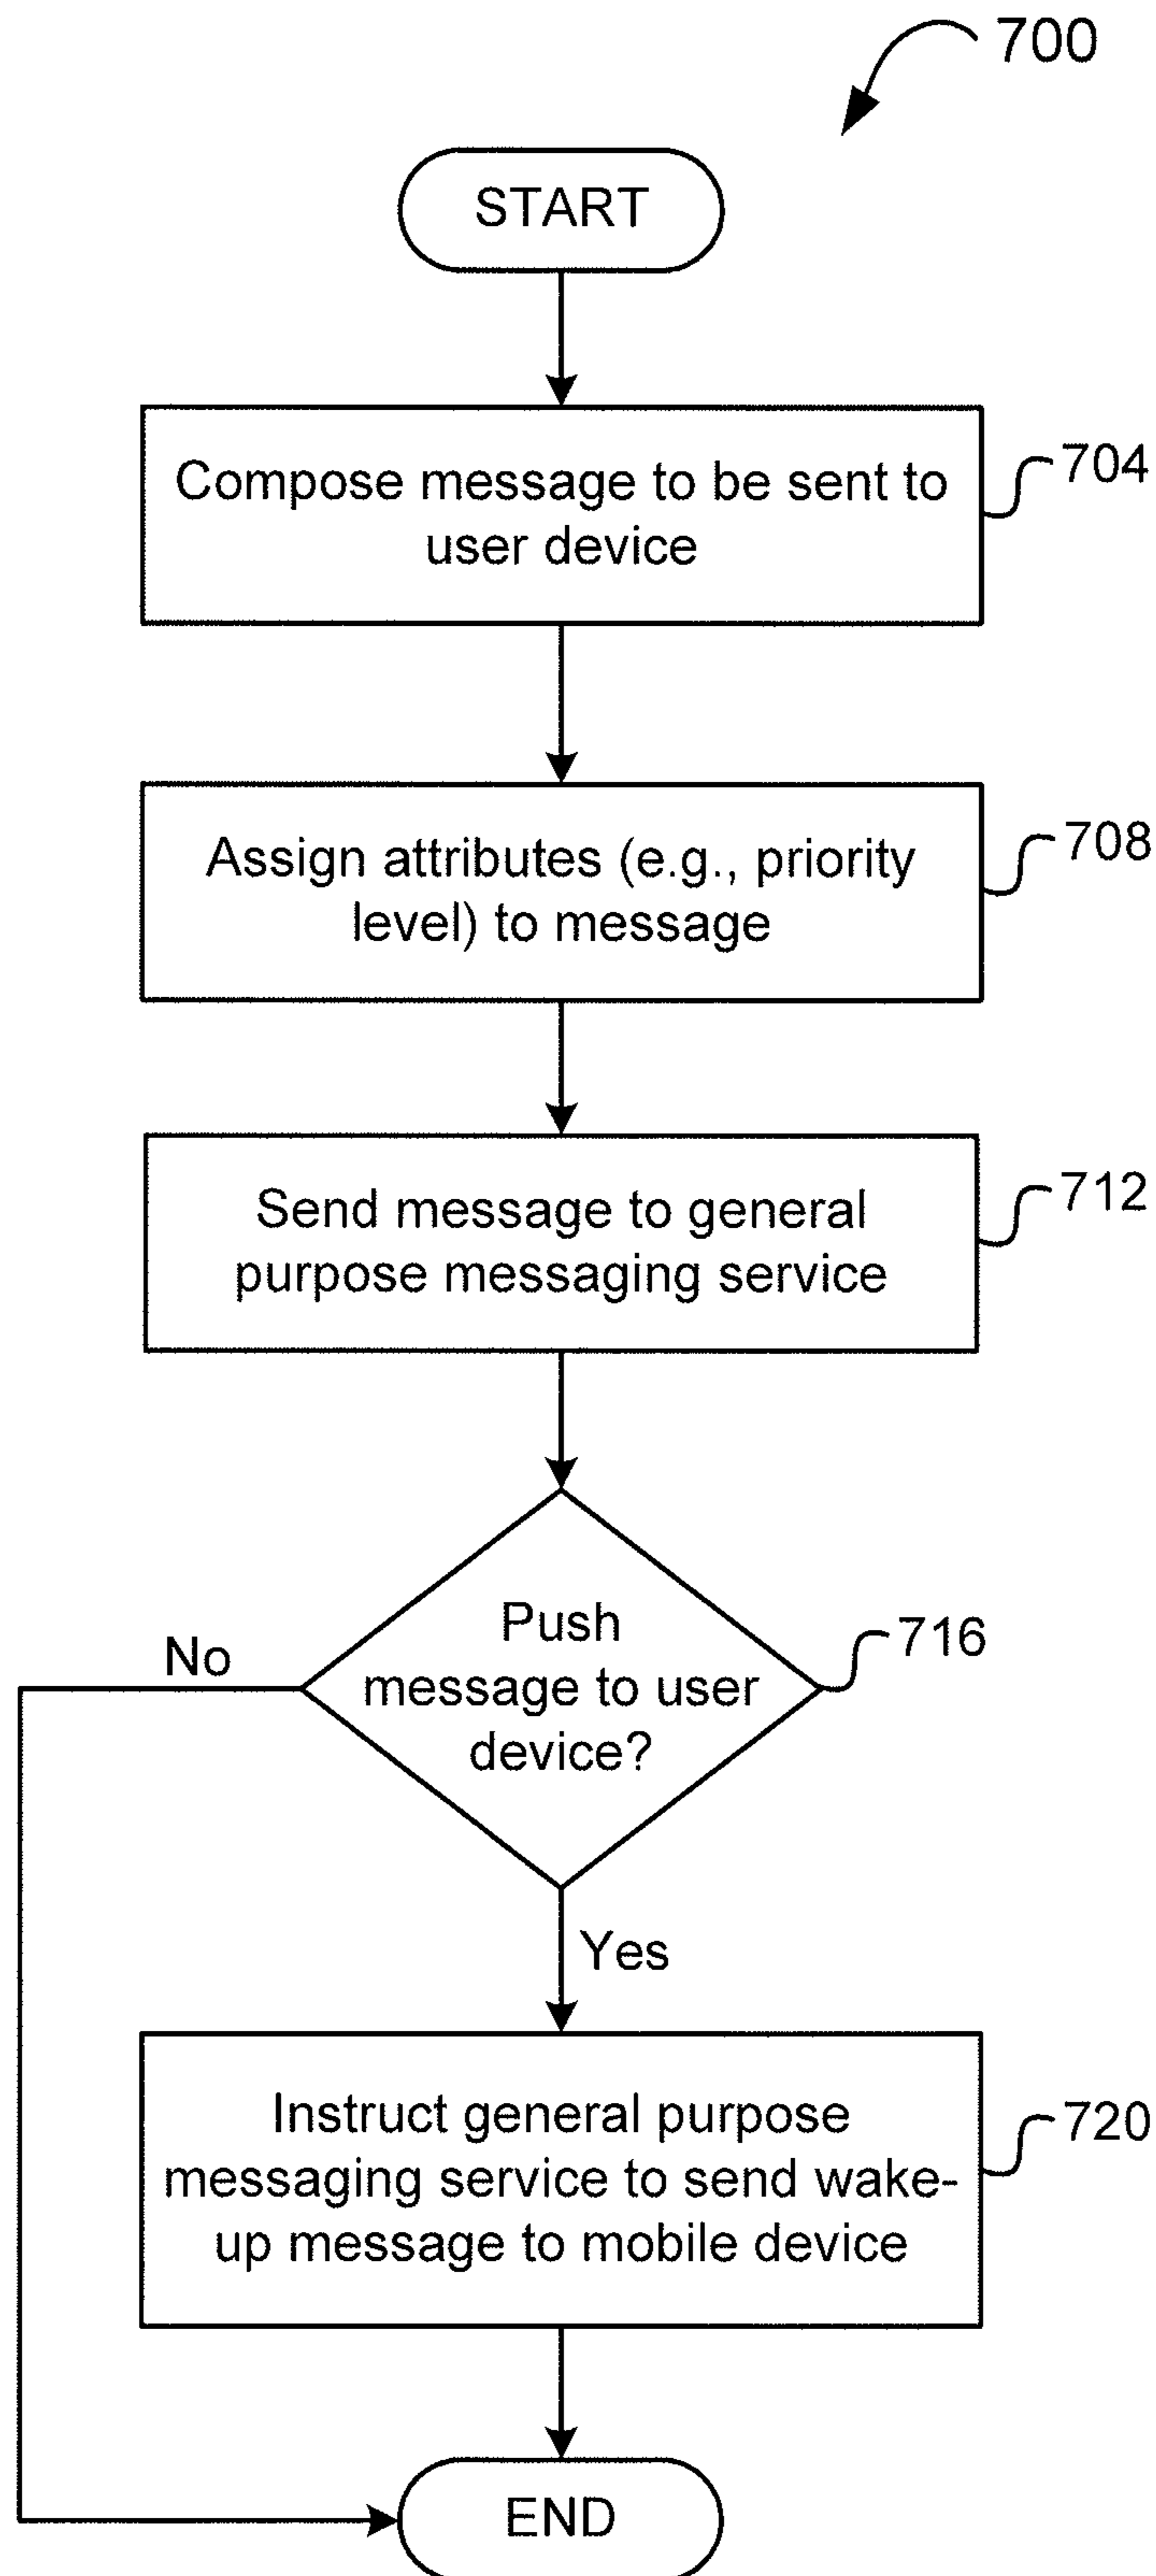 700
START
Compose message to be sent to
user device
704
Assign attributes (e.g., priority
level) to message
708
Send message to general
purpose messaging service
712
Push
message to user
device?
716
No
Yes
Instruct general purpose
messaging service to send wake-
up message to mobile device
720
END